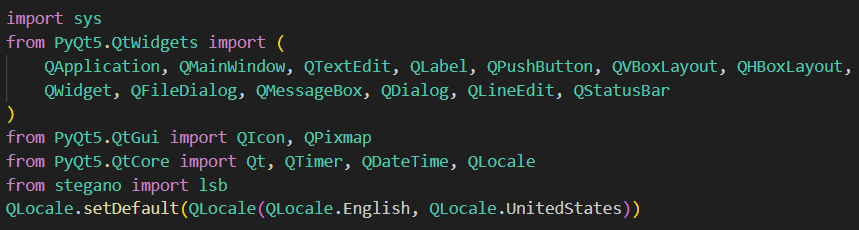 import sys
from PyQt5.QtWidgets import (
    QApplication, QMainWindow, QTextEdit, QLabel, QPushButton, QVBoxLayout, QHBoxLayout,
    QWidget, QFileDialog, QMessageBox, QDialog, QLineEdit, QStatusBar
)
from PyQt5.QtGui import QIcon, QPixmap
from PyQt5.QtCore import Qt, QTimer, QDateTime, QLocale
from stegano import lsb
QLocale.setDefault(QLocale(QLocale.English, QLocale.UnitedStates))